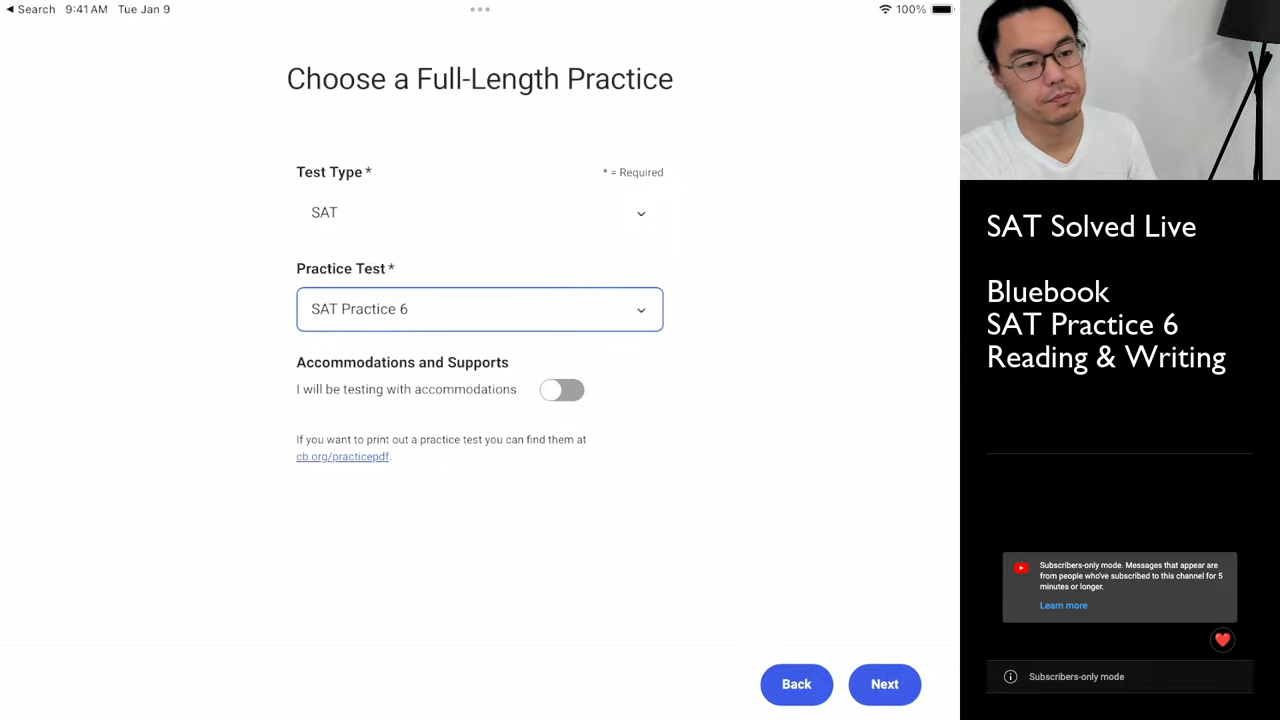 Search 9:41 AM Tue Jan 9
100%
Choose a Full-Length Practice
Test Type *
* = Required
SAT
Practice Test *
SAT Practice 6
Accommodations and Supports
I will be testing with accommodations
If you want to print out a practice test you can find them at
cb.org/practicepdf.
Back
Next
SAT Solved Live
Bluebook
SAT Practice 6
Reading & Writing
Subscribers-only mode. Messages that appear are
from people who've subscribed to this channel for 5
minutes or longer.
Learn more
Subscribers-only mode